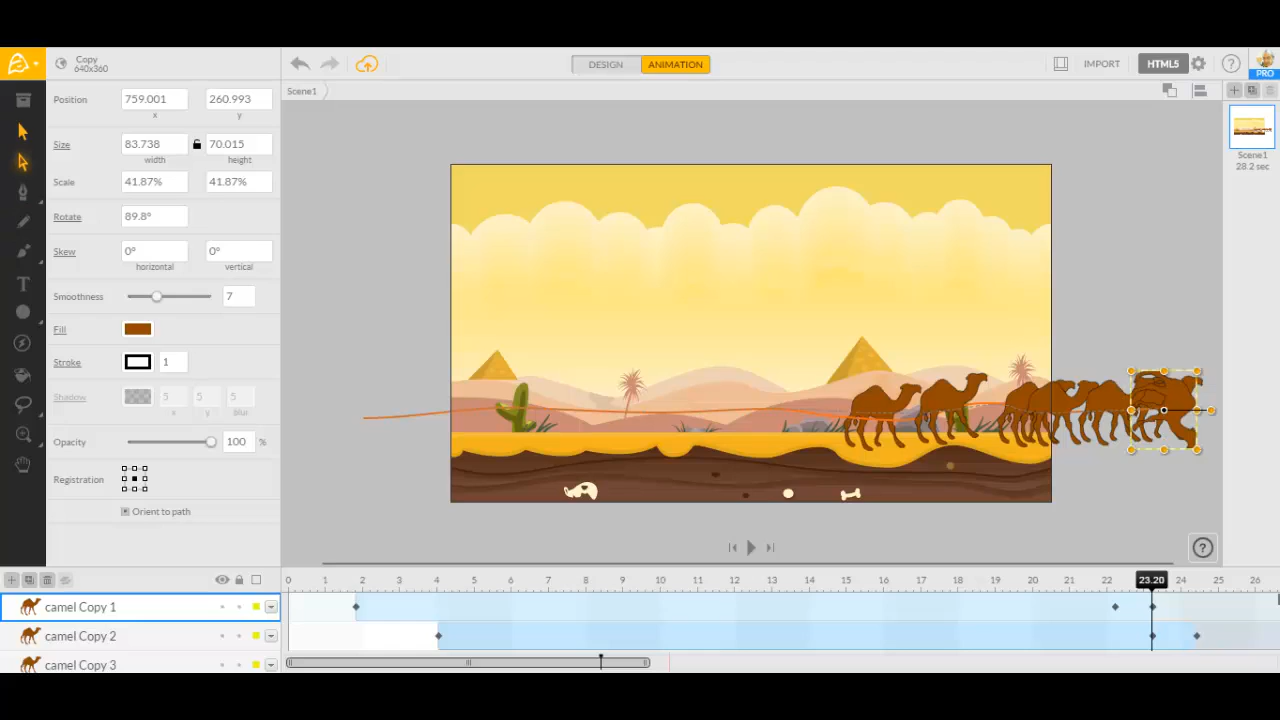 Copy
640x360
DESIGN ANIMATION
IMPORT HTML5 ?
PRO
Scene1
Position 759.001 260.993
x y
Size 83.738 70.015
width height
Scale 41.87% 41.87%
Rotate 89.8°
Skew 0° 0°
horizontal vertical
Smoothness 7
Fill
Stroke 1
Shadow 5 5 5
x y blur
Opacity 100 %
Registration
Orient to path
T
Scene1
28.2 sec
?
0 1 2 3 4 5 6 7 8 9 10 11 12 13 14 15 16 17 18 19 20 21 22 23.20 24 25 26
camel Copy 1
camel Copy 2
camel Copy 3